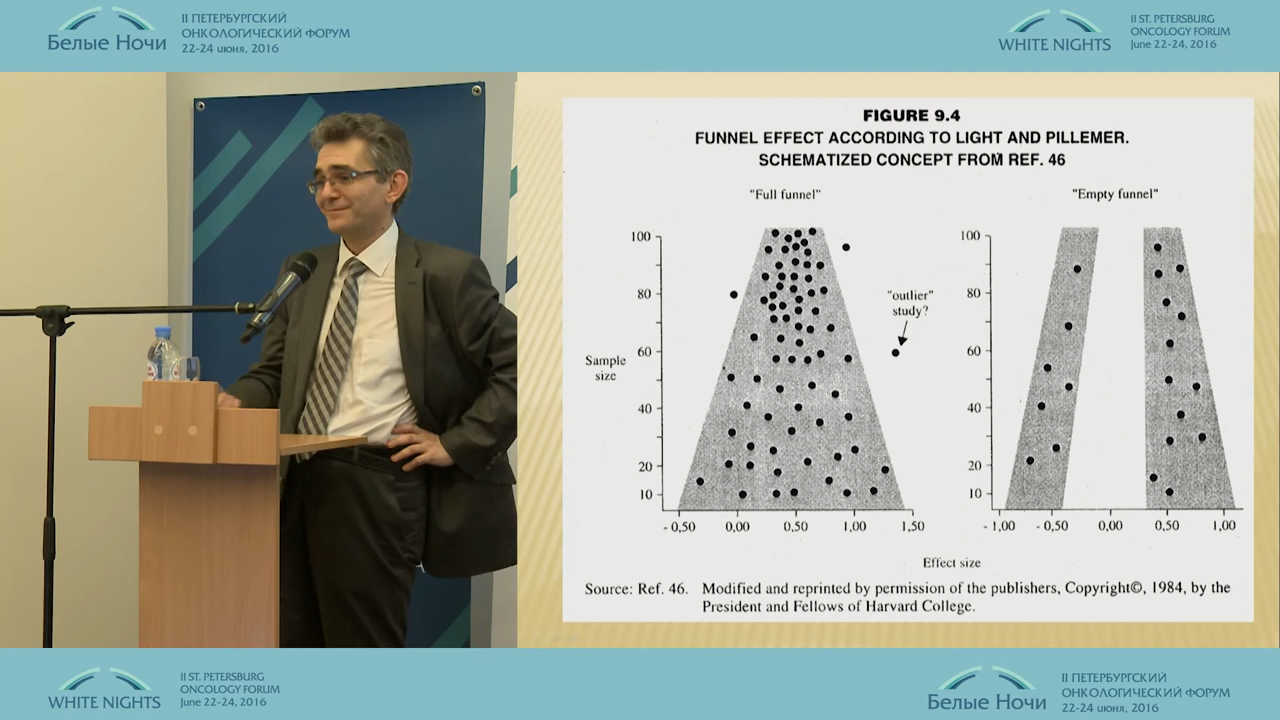 Белые Ночи
II ПЕТЕРБУРГСКИЙ
ОНКОЛОГИЧЕСКИЙ ФОРУМ
22-24 июня, 2016
WHITE NIGHTS
II ST. PETERSBURG
ONCOLOGY FORUM
June 22-24, 2016
FIGURE 9.4
FUNNEL EFFECT ACCORDING TO LIGHT AND PILLEMER.
SCHEMATIZED CONCEPT FROM REF. 46
"Full funnel"
"Empty funnel"
100
80
60
40
20
10
Sample
size
"outlier"
study?
100
80
60
40
20
10
- 0,50 0,00 0,50 1,00 1,50
- 1,00 - 0,50 0,00 0,50 1,00
Effect size
Source: Ref. 46. Modified and reprinted by permission of the publishers, Copyright©, 1984, by the
President and Fellows of Harvard College.
WHITE NIGHTS
II ST. PETERSBURG
ONCOLOGY FORUM
June 22-24, 2016
Белые Ночи
II ПЕТЕРБУРГСКИЙ
ОНКОЛОГИЧЕСКИЙ ФОРУМ
22-24 июня, 2016